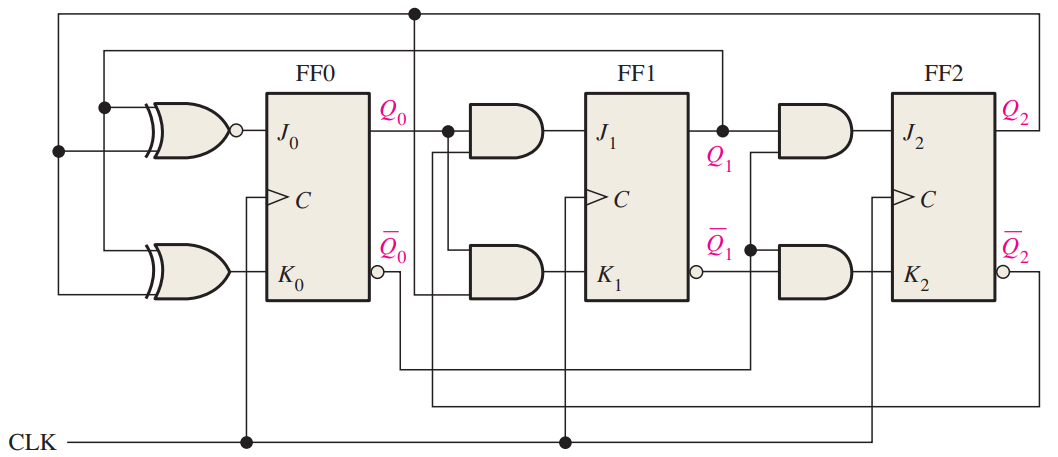 FF0 FF1 FF2
Q₀ Q₂
J₀ J₁ J₂
Q₁
C C C
Q̅₀ Q̅₁ Q̅₂
K₀ K₁ K₂
CLK